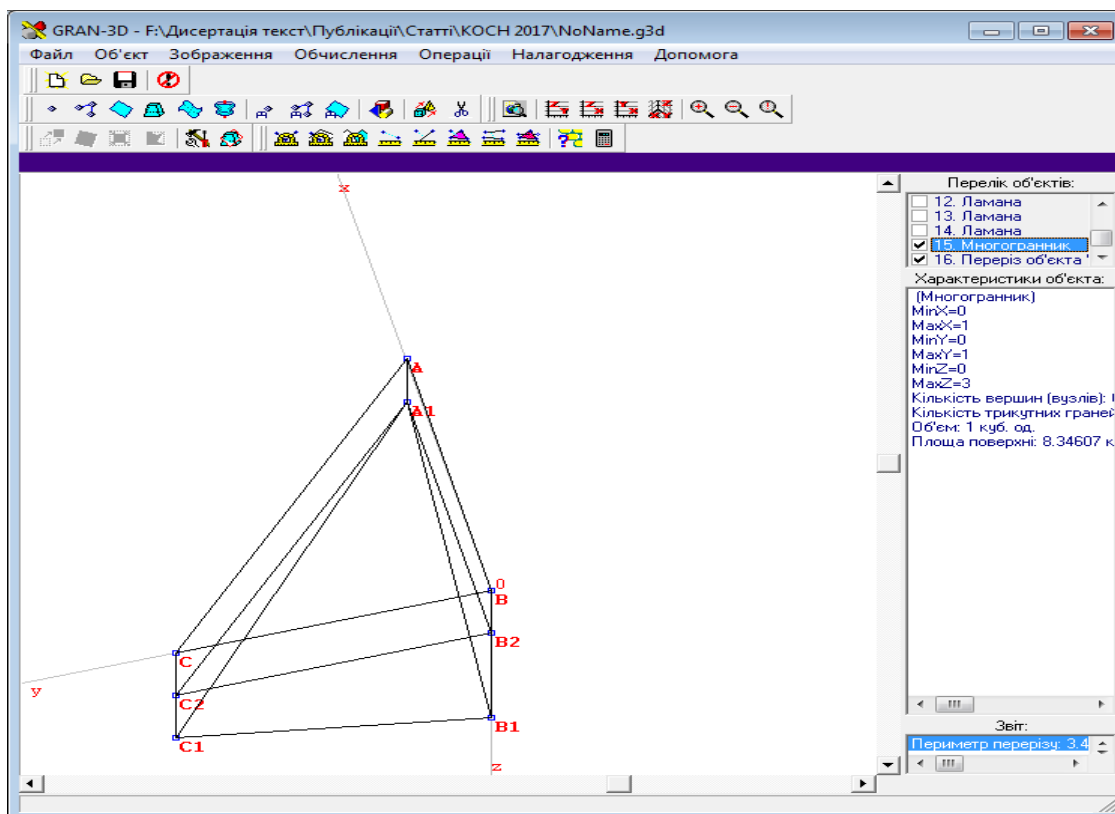 GRAN-3D - F:\Дисертація текст\Публікації\Статті\КОСН 2017\NoName.g3d
Файл Об'єкт Зображення Обчислення Операції Налагодження Допомога
Перелік об'єктів:
12. Ламана
13. Ламана
14. Ламана
15. Многогранник
16. Переріз об'єкта '
Характеристики об'єкта:
(Многогранник)
MinX=0
MaxX=1
MinY=0
MaxY=1
MinZ=0
MaxZ=3
Кількість вершин (вузлів):
Кількість трикутних граней
Об'єм: 1 куб. од.
Площа поверхні: 8.34607 к
Звіт:
Периметр перерізу: 3.4
x
A
A1
0
B
B2
C
y
C2
B1
C1
z